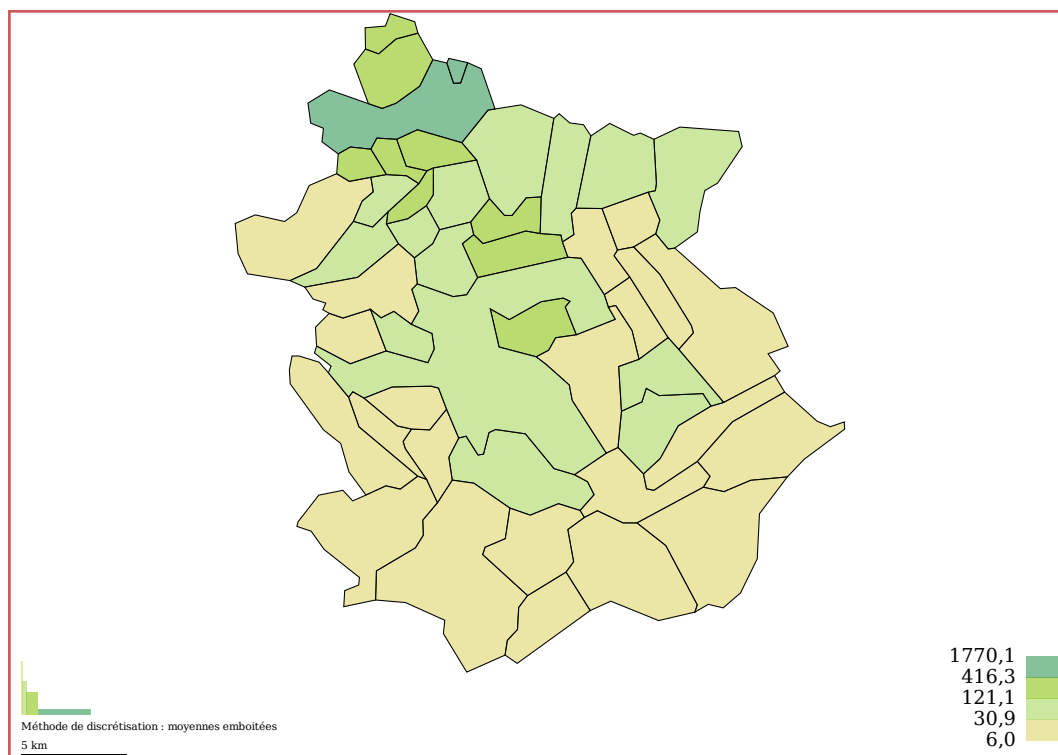 1770,1
416,3
121,1
30,9
6,0
Méthode de discrétisation : moyennes emboitées
5 km